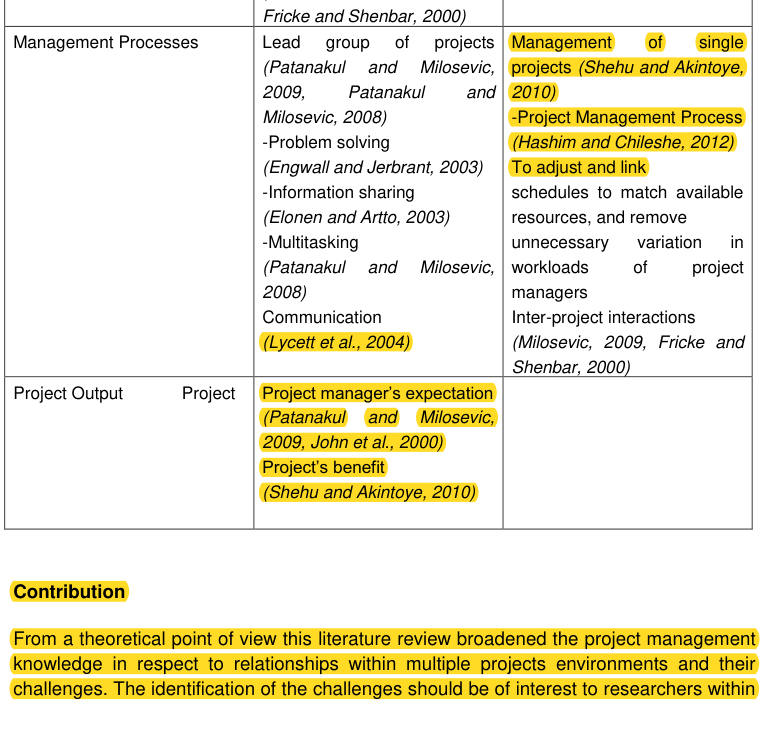 Fricke and Shenbar, 2000)
Management Processes
Lead group of projects
(Patanakul and Milosevic,
2009, Patanakul and
Milosevic, 2008)
-Problem solving
(Engwall and Jerbrant, 2003)
-Information sharing
(Elonen and Artto, 2003)
-Multitasking
(Patanakul and Milosevic,
2008)
Communication
(Lycett et al., 2004)
Management of single
projects (Shehu and Akintoye,
2010)
-Project Management Process
(Hashim and Chileshe, 2012)
To adjust and link
schedules to match available
resources, and remove
unnecessary variation in
workloads of project
managers
Inter-project interactions
(Milosevic, 2009, Fricke and
Shenbar, 2000)
Project Output Project
Project manager’s expectation
(Patanakul and Milosevic,
2009, John et al., 2000)
Project’s benefit
(Shehu and Akintoye, 2010)
Contribution
From a theoretical point of view this literature review broadened the project management
knowledge in respect to relationships within multiple projects environments and their
challenges. The identification of the challenges should be of interest to researchers within